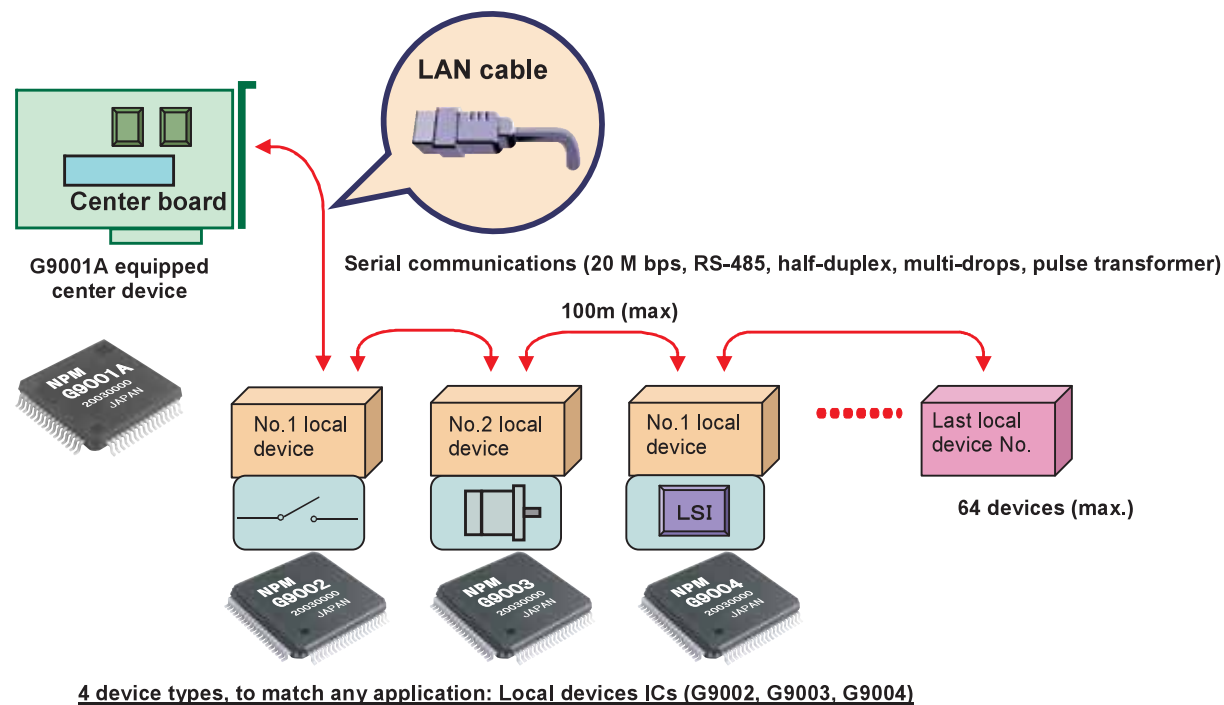 LAN cable
Center board
G9001A equipped
center device
Serial communications (20 M bps, RS-485, half-duplex, multi-drops, pulse transformer)
100m (max)
NPM
G9001A
20030000
JAPAN
No.1 local
device
No.2 local
device
No.1 local
device
Last local
device No.
LSI
64 devices (max.)
NPM
G9002
20030000
JAPAN
NPM
G9003
20030000
JAPAN
NPM
G9004
20030000
JAPAN
4 device types, to match any application: Local devices ICs (G9002, G9003, G9004)